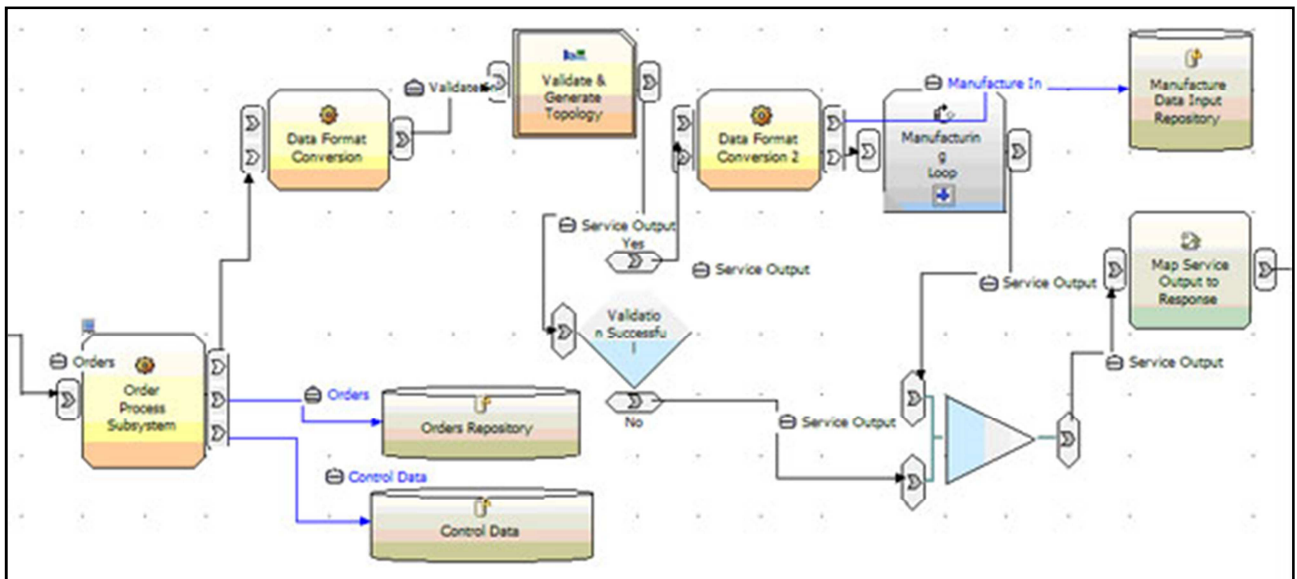 Manufacture In
Validate In
Validate &
Generate
Topology
Manufacture
Data Input
Repository
Data Format
Conversion
Data Format
Conversion 2
Manufacturin
g
Loop
Service Output
Yes
Service Output
Service Output
Map Service
Output to
Response
Validatio
n Successfu
l
Orders
Order
Process
Subsystem
Orders
Orders Repository
No
Service Output
Service Output
Control Data
Control Data